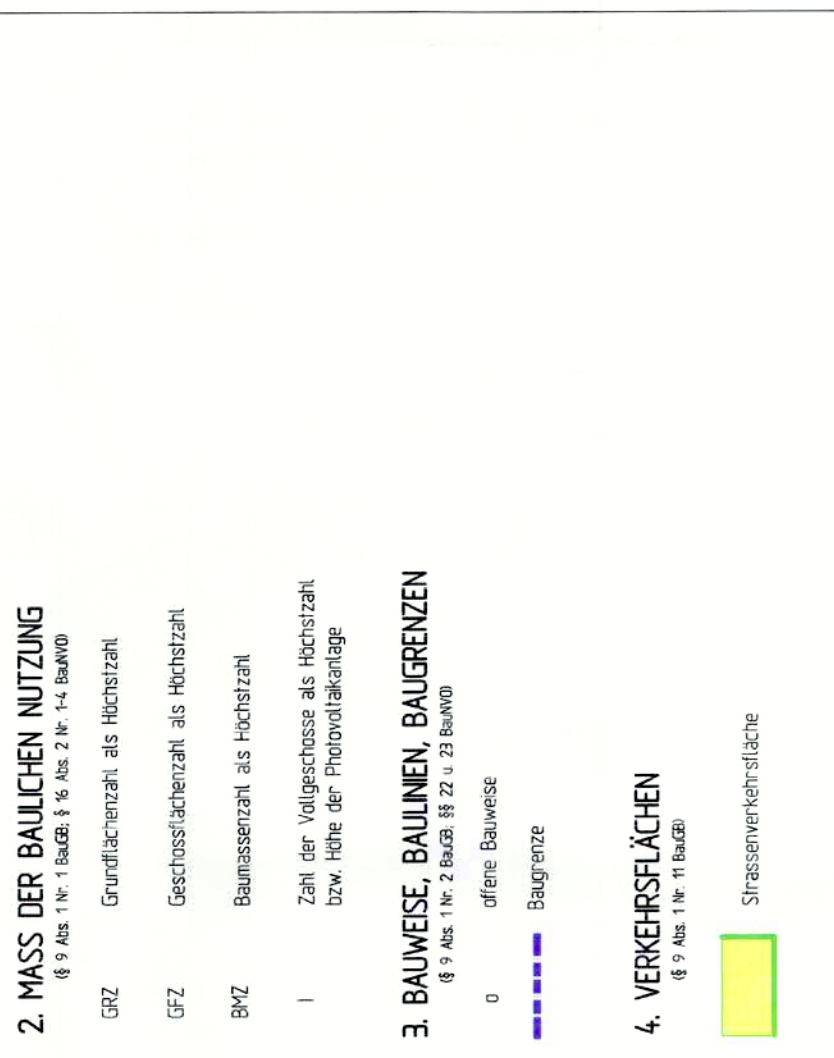 2. MASS DER BAULICHEN NUTZUNG
(§ 9 Abs. 1 Nr. 1 BauGB; § 16 Abs. 2 Nr. 1-4 BauNVO)
GRZ Grundflächenzahl als Höchstzahl
GFZ Geschossflächenzahl als Höchstzahl
BMZ Baumassenzahl als Höchstzahl
I Zahl der Vollgeschosse als Höchstzahl
bzw. Höhe der Photovoltaikanlage
3. BAUWEISE, BAULINIEN, BAUGRENZEN
(§ 9 Abs. 1 Nr. 2 BauGB; §§ 22 u. 23 BauNVO)
o offene Bauweise
Baugrenze
4. VERKEHRSFLÄCHEN
(§ 9 Abs. 1 Nr. 11 BauGB)
Strassenverkehrsfläche